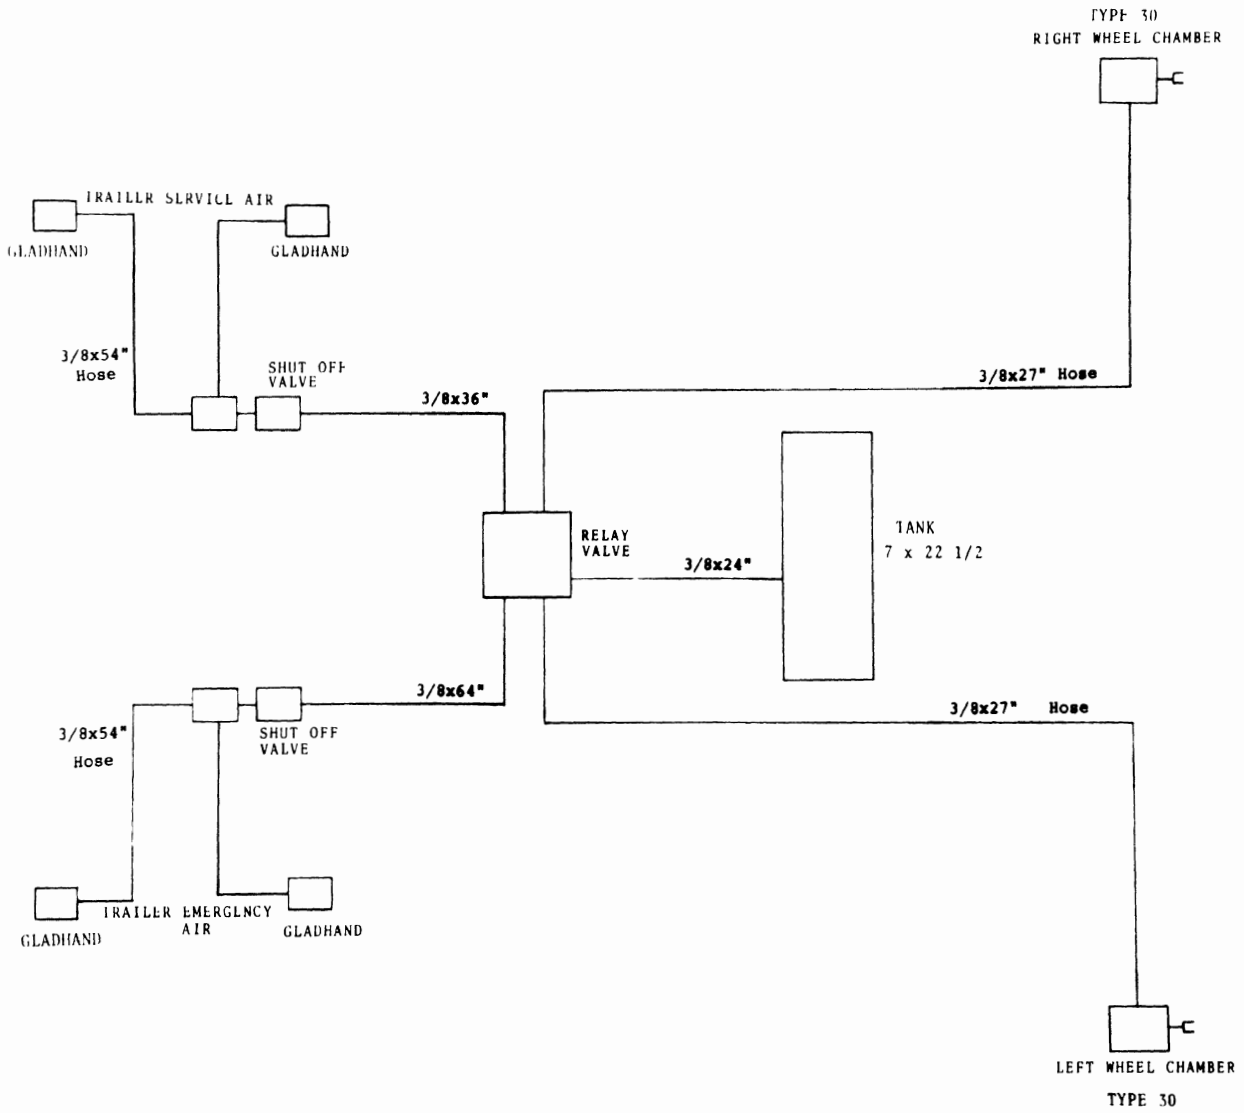 TYPE 30
RIGHT WHEEL CHAMBER
TRAILER SERVICE AIR
GLADHAND
GLADHAND
3/8x54"
Hose
SHUT OFF
VALVE
3/8x36"
3/8x27" Hose
RELAY
VALVE
3/8x24"
TANK
7 x 22 1/2
3/8x64"
3/8x27" Hose
3/8x54"
Hose
SHUT OFF
VALVE
TRAILER EMERGENCY
AIR
GLADHAND
GLADHAND
LEFT WHEEL CHAMBER
TYPE 30